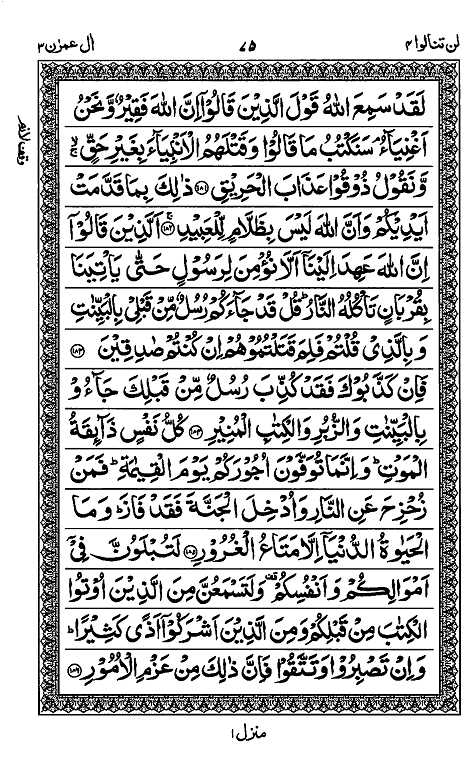 لن تنالوا ۴
۷۵
ال عمرٰن ۳
لَقَدۡ سَمِعَ اللّٰهُ قَوۡلَ الَّذِيۡنَ قَالُوۡۤا اِنَّ اللّٰهَ فَقِيۡرٌ وَّنَحۡنُ
اَغۡنِيَآءُ ۘ سَنَكۡتُبُ مَا قَالُوۡا وَقَتۡلَهُمُ الۡاَنۡۢبِيَآءَ بِغَيۡرِ حَقٍّ ۙ
وَّنَقُوۡلُ ذُوۡقُوۡا عَذَابَ الۡحَرِيۡقِ ﴿۱۸۱﴾ ذٰلِكَ بِمَا قَدَّمَتۡ
اَيۡدِيۡكُمۡ وَاَنَّ اللّٰهَ لَيۡسَ بِظَلَّامٍ لِّلۡعَبِيۡدِ ۚ ﴿۱۸۲﴾ اَلَّذِيۡنَ قَالُوۡۤا
اِنَّ اللّٰهَ عَهِدَ اِلَيۡنَاۤ اَلَّا نُؤۡمِنَ لِرَسُوۡلٍ حَتّٰى يَاۡتِيَنَا
بِقُرۡبَانٍ تَاۡكُلُهُ النَّارُ ؕ قُلۡ قَدۡ جَآءَكُمۡ رُسُلٌ مِّنۡ قَبۡلِىۡ بِالۡبَيِّنٰتِ
وَبِالَّذِىۡ قُلۡتُمۡ فَلِمَ قَتَلۡتُمُوۡهُمۡ اِنۡ كُنۡتُمۡ صٰدِقِيۡنَ ﴿۱۸۳﴾
فَاِنۡ كَذَّبُوۡكَ فَقَدۡ كُذِّبَ رُسُلٌ مِّنۡ قَبۡلِكَ جَآءُوۡ
بِالۡبَيِّنٰتِ وَالزُّبُرِ وَالۡكِتٰبِ الۡمُنِيۡرِ ﴿۱۸۴﴾ كُلُّ نَفۡسٍ ذَآئِقَةُ
الۡمَوۡتِ ؕ وَاِنَّمَا تُوَفَّوۡنَ اُجُوۡرَكُمۡ يَوۡمَ الۡقِيٰمَةِ ؕ فَمَنۡ
زُحۡزِحَ عَنِ النَّارِ وَاُدۡخِلَ الۡجَنَّةَ فَقَدۡ فَازَ ؕ وَمَا
الۡحَيٰوةُ الدُّنۡيَاۤ اِلَّا مَتَاعُ الۡغُرُوۡرِ ﴿۱۸۵﴾ لَتُبۡلَوُنَّ فِىۡۤ
اَمۡوَالِكُمۡ وَاَنۡفُسِكُمۡ وَلَتَسۡمَعُنَّ مِنَ الَّذِيۡنَ اُوۡتُوا
الۡكِتٰبَ مِنۡ قَبۡلِكُمۡ وَمِنَ الَّذِيۡنَ اَشۡرَكُوۡۤا اَذًى كَثِيۡرًا ؕ
وَاِنۡ تَصۡبِرُوۡا وَتَتَّقُوۡا فَاِنَّ ذٰلِكَ مِنۡ عَزۡمِ الۡاُمُوۡرِ ﴿۱۸۶﴾
منزل ۱